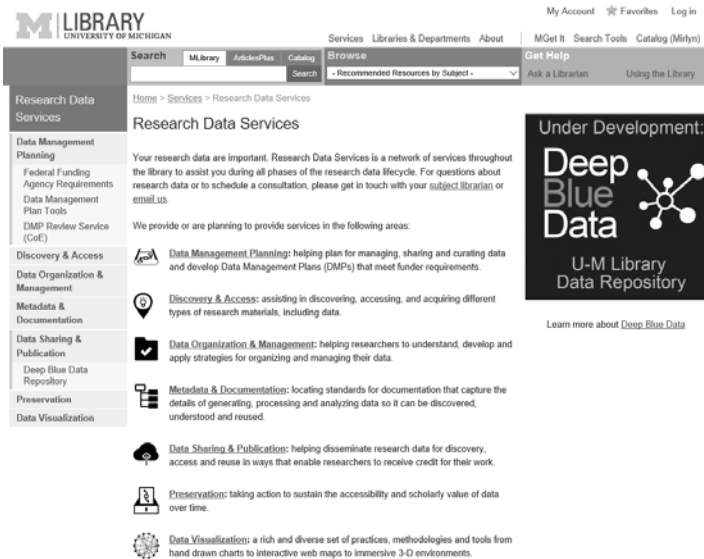 My Account Favorites Log in
M LIBRARY
UNIVERSITY OF MICHIGAN
Services Libraries & Departments About
MGet It Search Tools Catalog (Mirlyn)
Search MLibrary ArticlesPlus Catalog
Search
Browse
- Recommended Resources by Subject -
Get Help
Ask a Librarian Using the Library
Research Data
Services
Data Management
Planning
Federal Funding
Agency Requirements
Data Management
Plan Tools
DMP Review Service
(CoE)
Discovery & Access
Data Organization &
Management
Metadata &
Documentation
Data Sharing &
Publication
Deep Blue Data
Repository
Preservation
Data Visualization
Home > Services > Research Data Services
Research Data Services
Your research data are important. Research Data Services is a network of services throughout
the library to assist you during all phases of the research data lifecycle. For questions about
research data or to schedule a consultation, please get in touch with your subject librarian or
email us.
We provide or are planning to provide services in the following areas:
Data Management Planning: helping plan for managing, sharing and curating data
and develop Data Management Plans (DMPs) that meet funder requirements.
Discovery & Access: assisting in discovering, accessing, and acquiring different
types of research materials, including data.
Data Organization & Management: helping researchers to understand, develop and
apply strategies for organizing and managing their data.
Metadata & Documentation: locating standards for documentation that capture the
details of generating, processing and analyzing data so it can be discovered,
understood and reused.
Data Sharing & Publication: helping disseminate research data for discovery,
access and reuse in ways that enable researchers to receive credit for their work.
Preservation: taking action to sustain the accessibility and scholarly value of data
over time.
Data Visualization: a rich and diverse set of practices, methodologies and tools from
hand drawn charts to interactive web maps to immersive 3-D environments.
Under Development:
Deep
Blue
Data
U-M Library
Data Repository
Learn more about Deep Blue Data